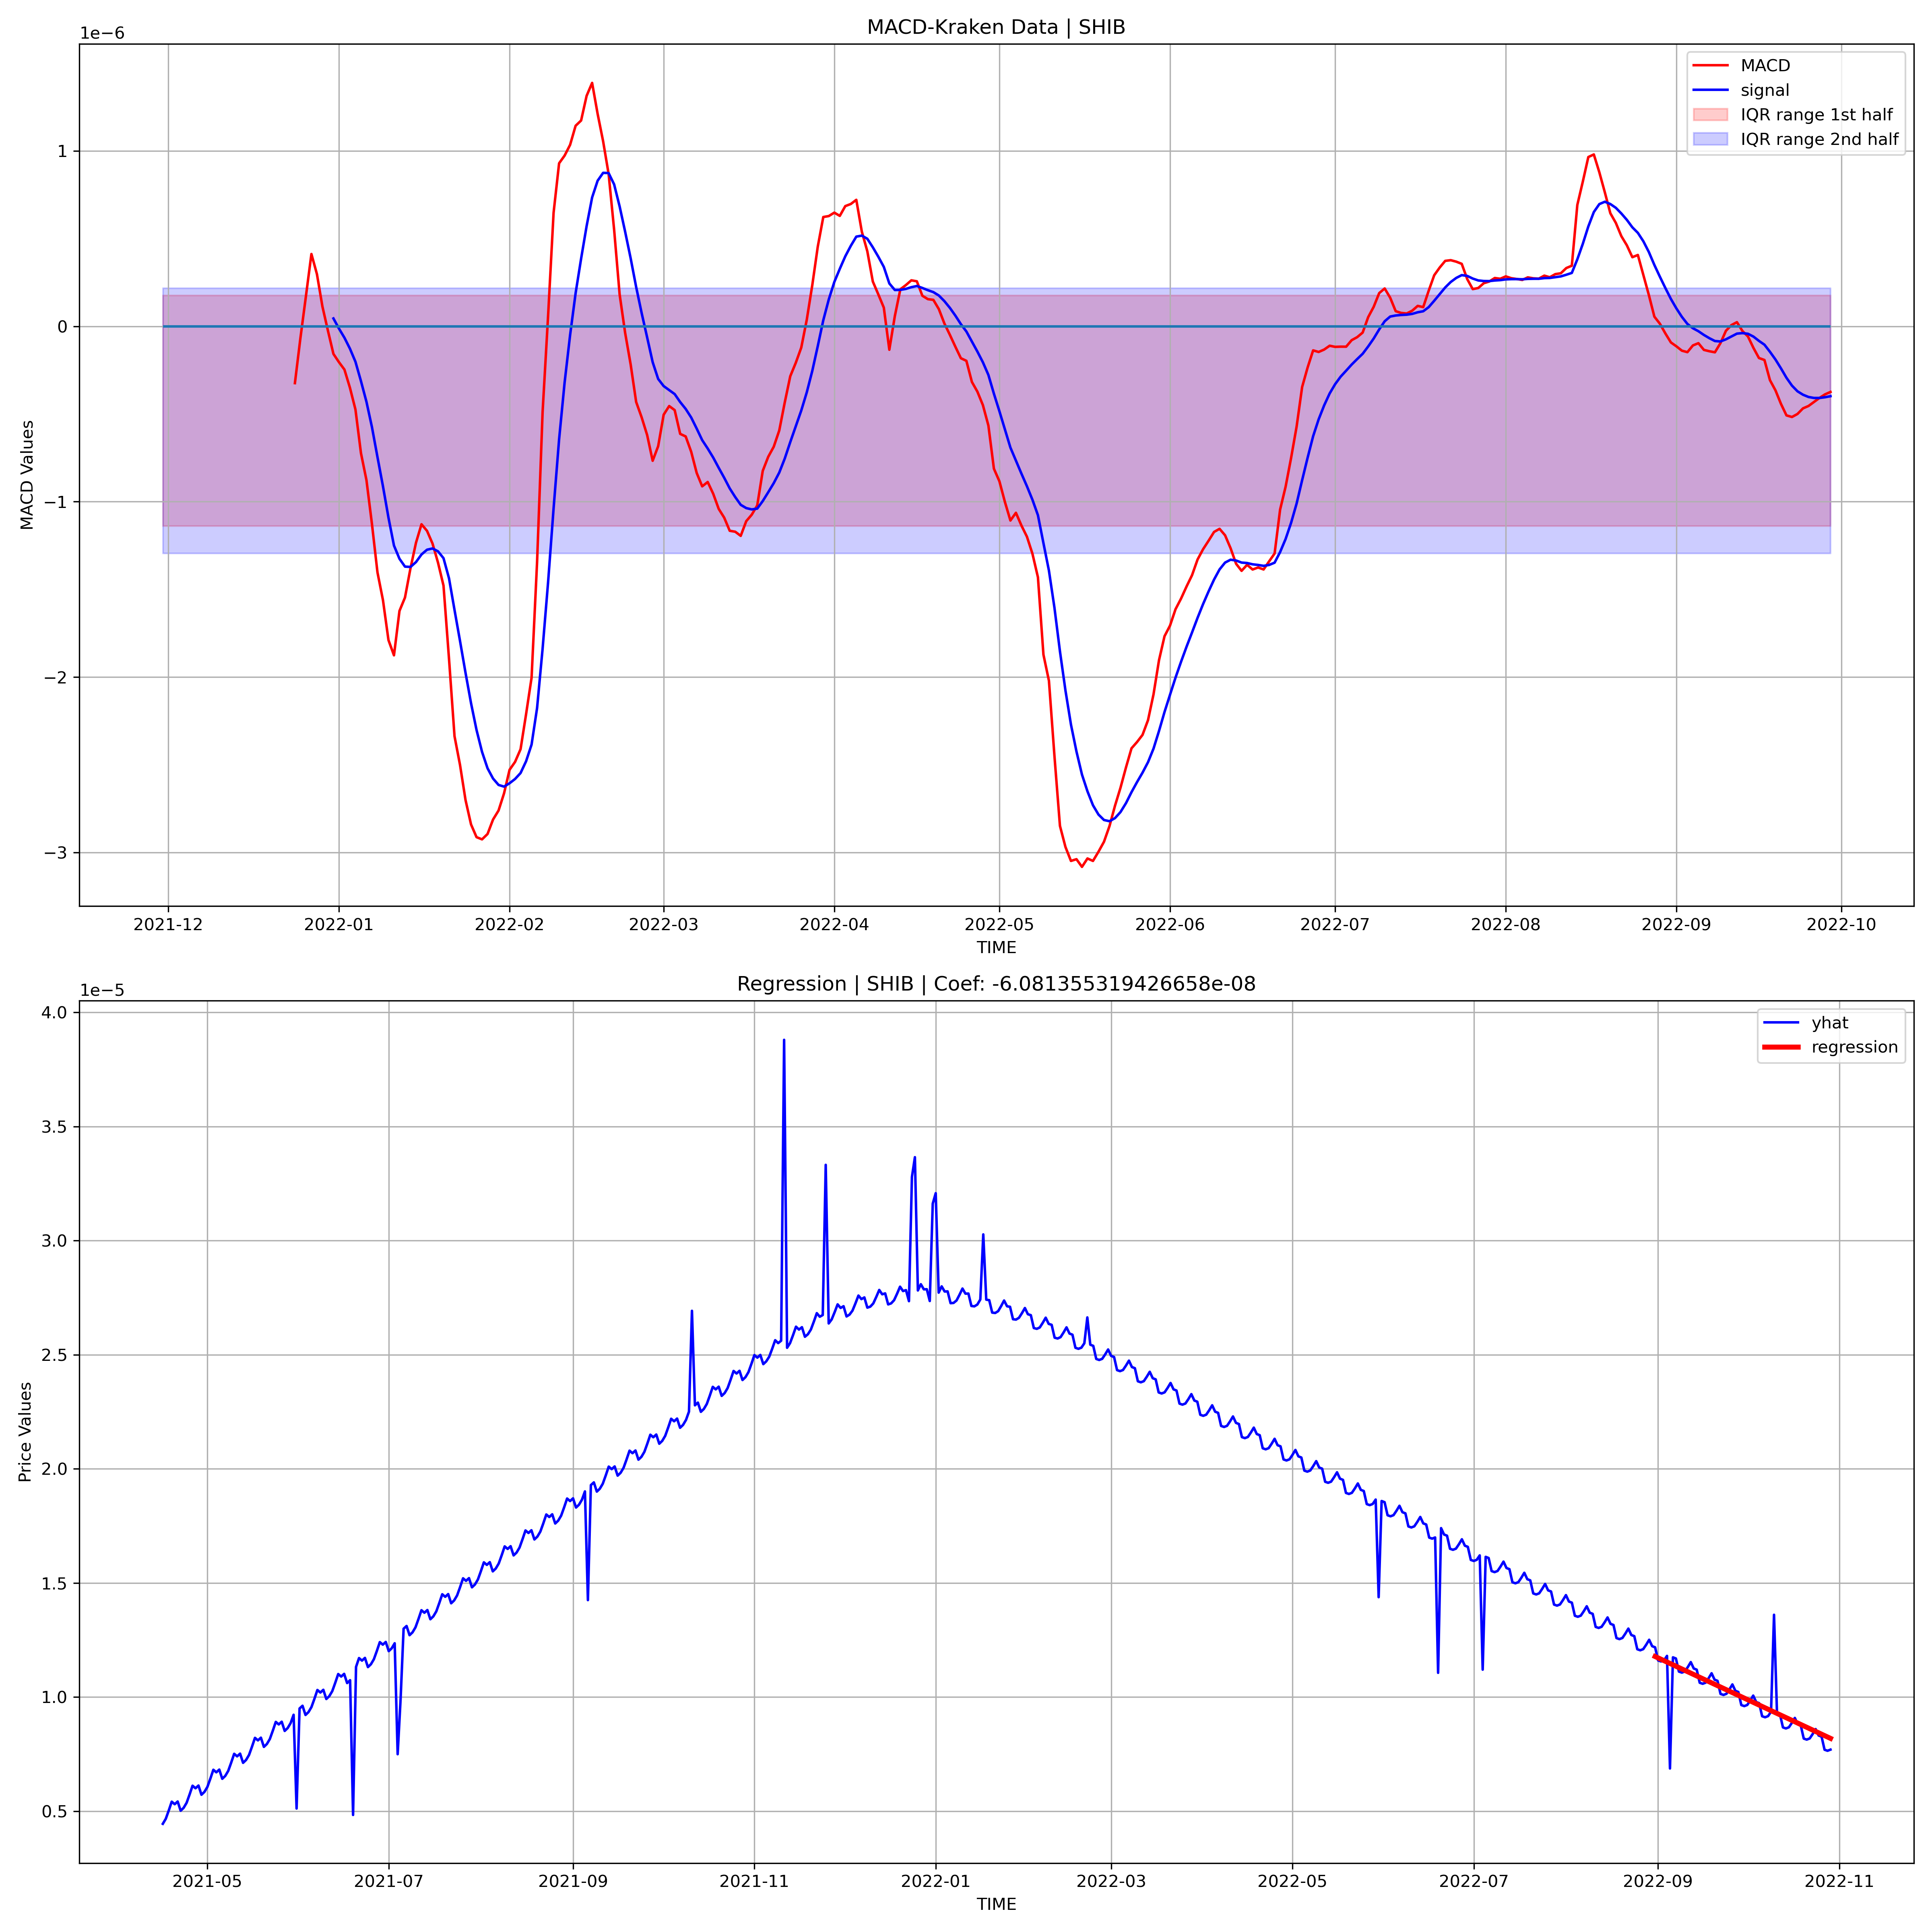 MACD-Kraken Data | SHIB
1e−6
MACD
signal
IQR range 1st half
IQR range 2nd half
1
0
−1
−2
−3
MACD Values
2021-12 2022-01 2022-02 2022-03 2022-04 2022-05 2022-06 2022-07 2022-08 2022-09 2022-10
TIME
Regression | SHIB | Coef: -6.081355319426658e-08
1e−5
yhat
regression
4.0
3.5
3.0
2.5
2.0
1.5
1.0
0.5
Price Values
2021-05 2021-07 2021-09 2021-11 2022-01 2022-03 2022-05 2022-07 2022-09 2022-11
TIME